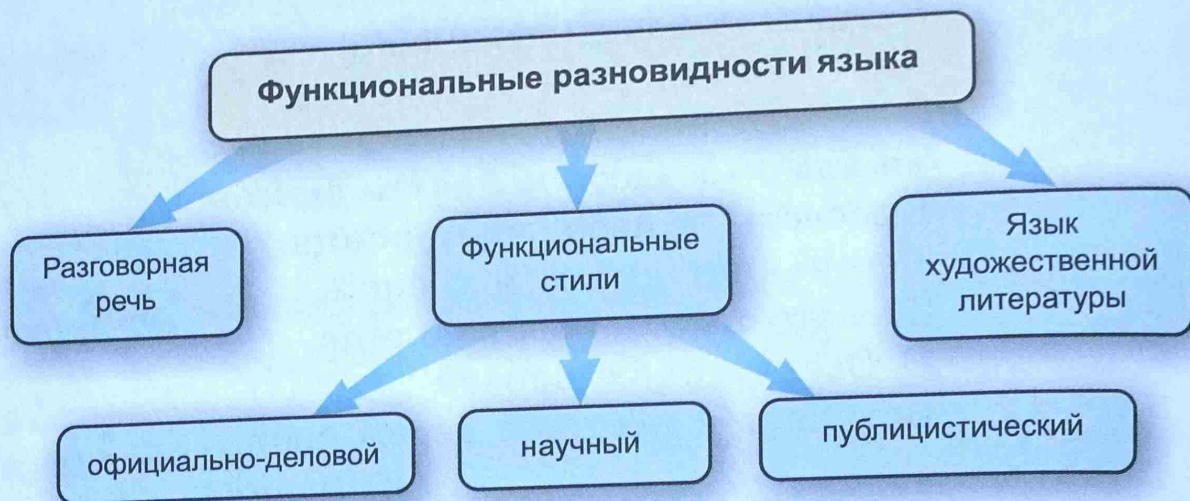 Функциональные разновидности языка
Разговорная
речь
Функциональные
стили
Язык
художественной
литературы
официально-деловой
научный
публицистический